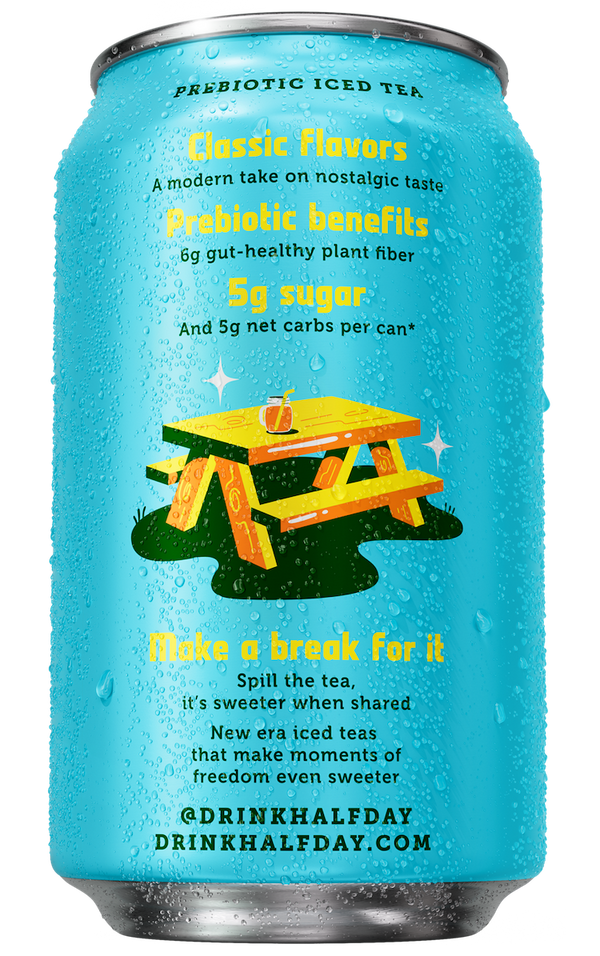 PREBIOTIC ICED TEA
Classic flavors
A modern take on nostalgic taste
Prebiotic benefits
6g gut-healthy plant fiber
5g sugar
And 5g net carbs per can*
Make a break for it
Spill the tea,
it's sweeter when shared
New era iced teas
that make moments of
freedom even sweeter
@DRINKHALFDAY
DRINKHALFDAY.COM